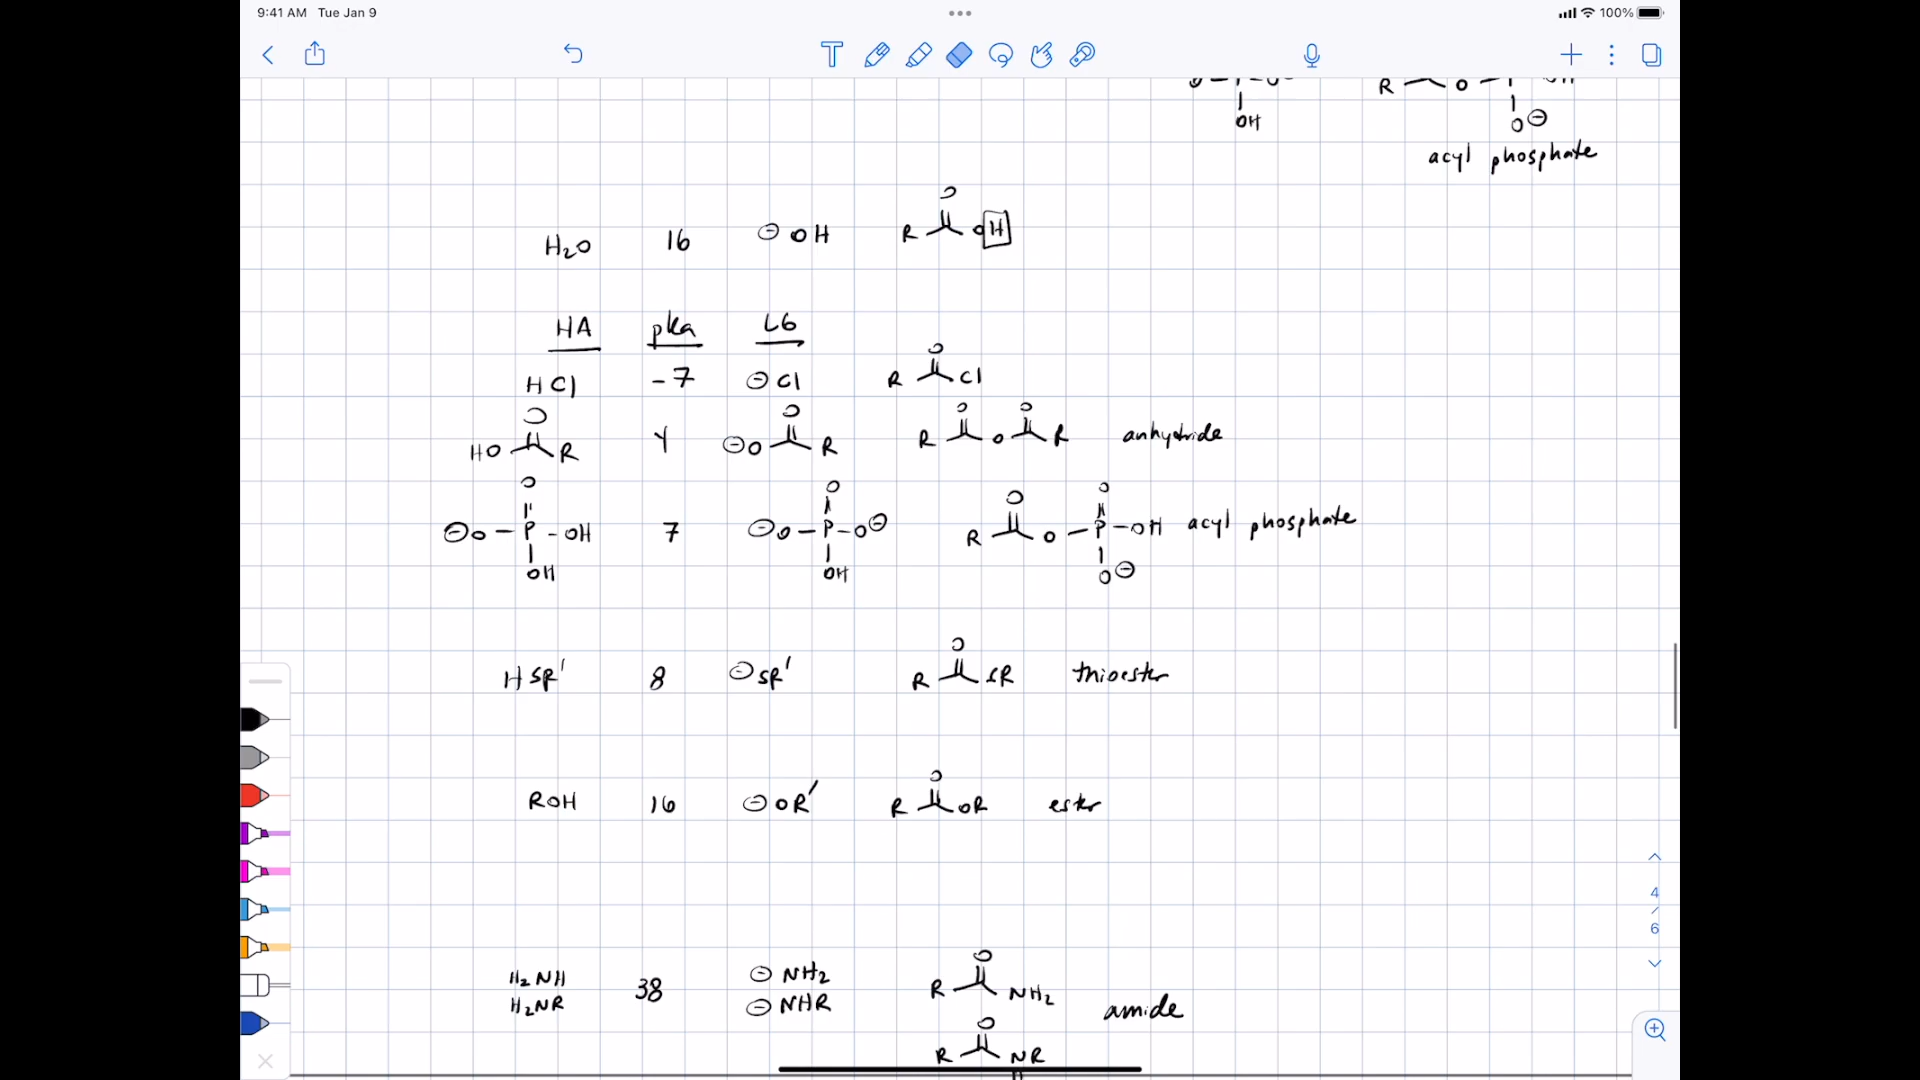 9:41 AM Tue Jan 9
100%
R O OH
OH O⊖
acyl phosphate
O
H₂O 16 ⊖OH R OH
HA pka LG
O
HCl -7 ⊖Cl R Cl
O O O O
HO R 4 ⊖O R R O R anhydride
O O O O
⊖O-P-OH 7 ⊖O-P-O⊖ R O-P-OH acyl phosphate
OH OH O⊖
O
HSR' 8 ⊖SR' R SR thioester
O
ROH 16 ⊖OR' R OR ester
O
H₂NH 38 ⊖NH₂ R NH₂
H₂NR ⊖NHR amide
O
R NR
4
/
6